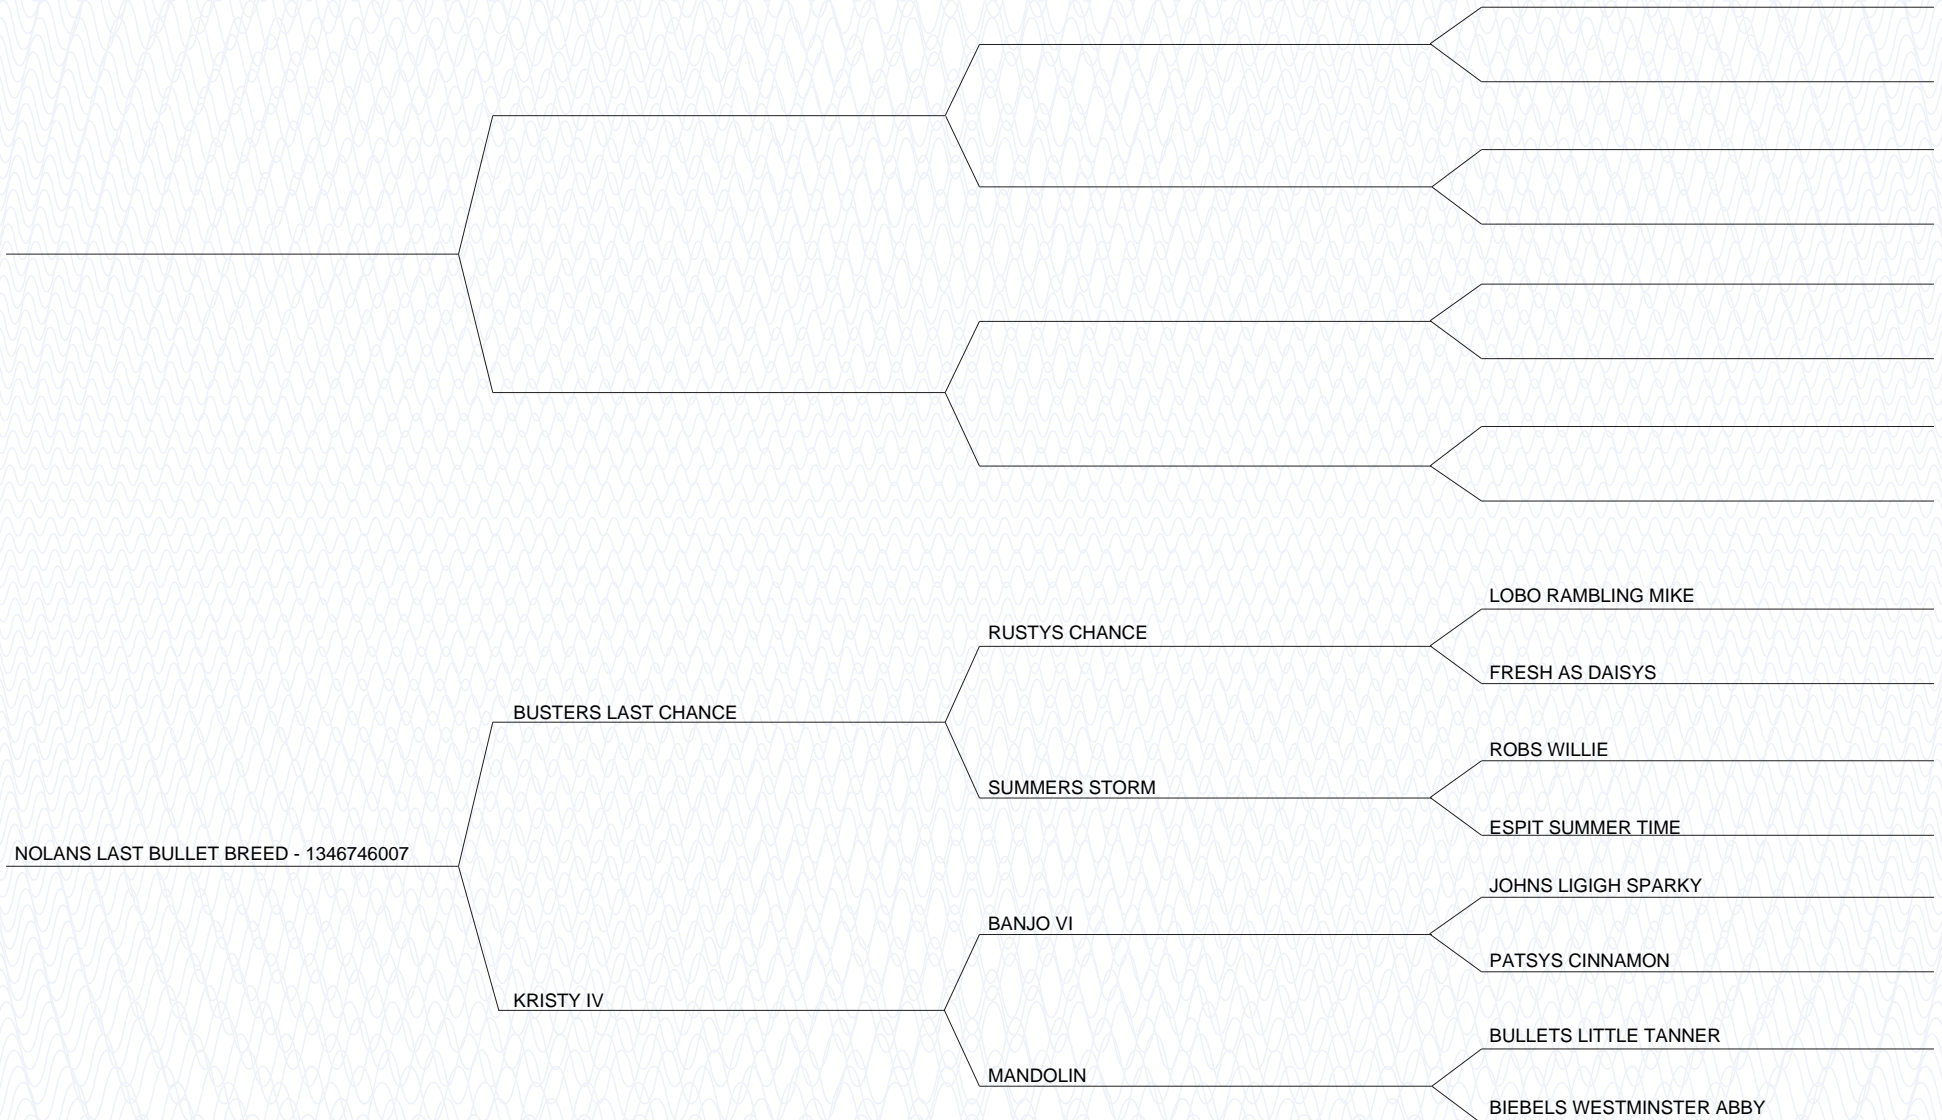 LOBO RAMBLING MIKE
RUSTYS CHANCE
FRESH AS DAISYS
BUSTERS LAST CHANCE
ROBS WILLIE
SUMMERS STORM
ESPIT SUMMER TIME
NOLANS LAST BULLET BREED - 1346746007
JOHNS LIGIGH SPARKY
BANJO VI
PATSYS CINNAMON
KRISTY IV
BULLETS LITTLE TANNER
MANDOLIN
BIEBELS WESTMINSTER ABBY